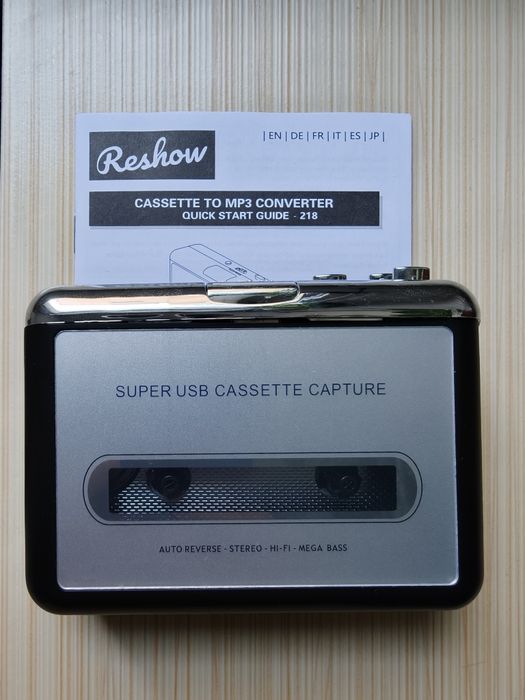 Reshow
| EN | DE | FR | IT | ES | JP |
CASSETTE TO MP3 CONVERTER
QUICK START GUIDE - 218
SUPER USB CASSETTE CAPTURE
AUTO REVERSE - STEREO - HI-FI - MEGA BASS